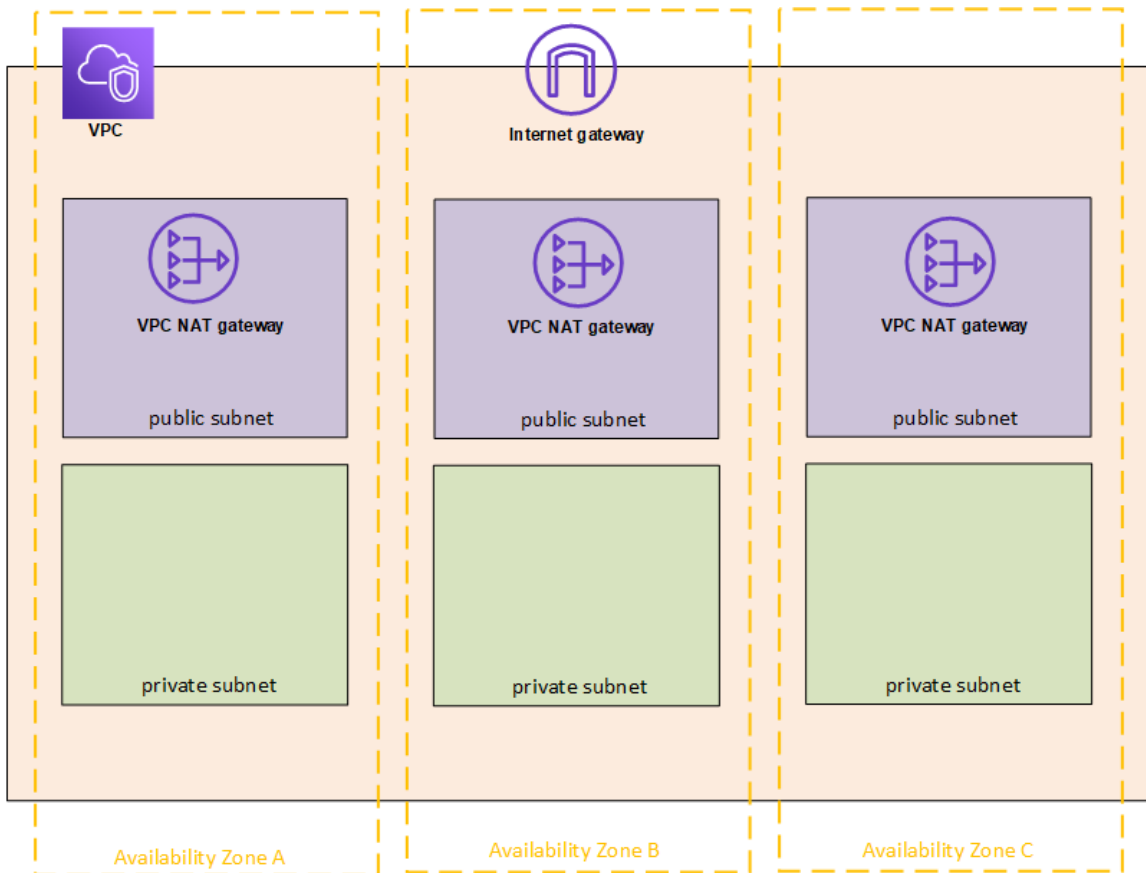 VPC
Internet gateway
VPC NAT gateway
VPC NAT gateway
VPC NAT gateway
public subnet
public subnet
public subnet
private subnet
private subnet
private subnet
Availability Zone A
Availability Zone B
Availability Zone C